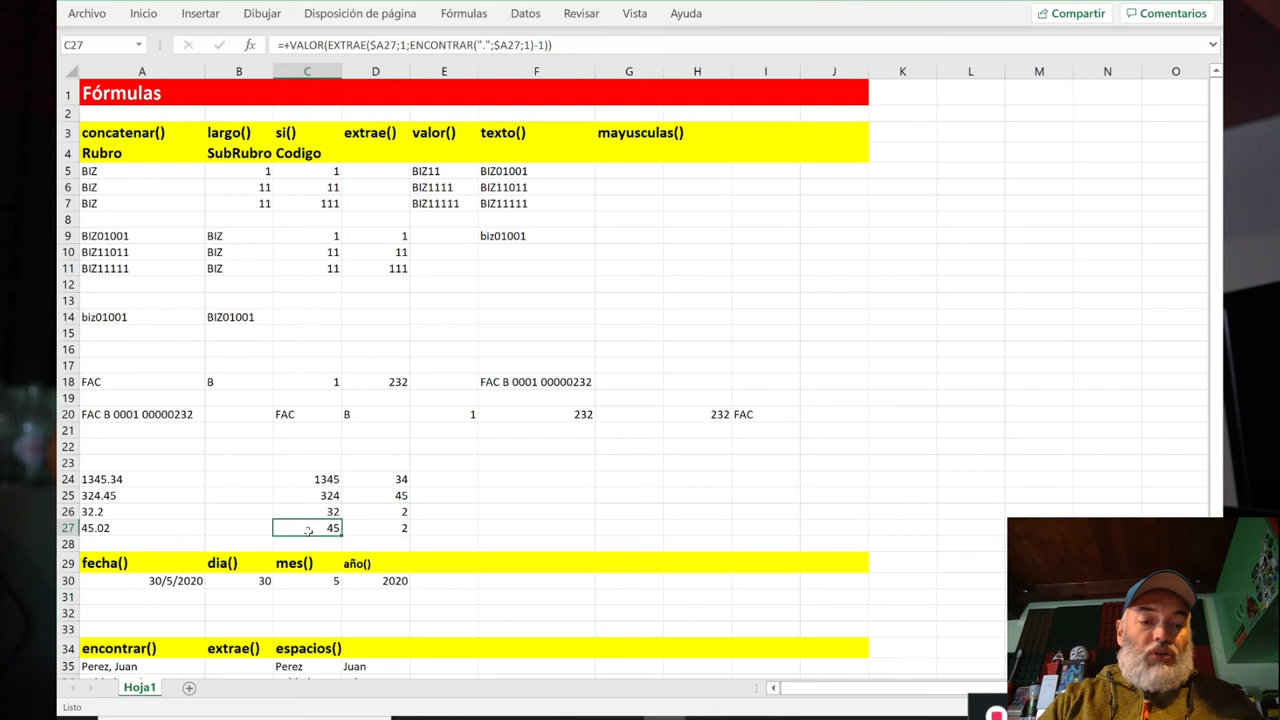 Archivo Inicio Insertar Dibujar Disposición de página Fórmulas Datos Revisar Vista Ayuda Compartir Comentarios
C27 fx =+VALOR(EXTRAE($A27;1;ENCONTRAR(".";$A27;1)-1))
A B C D E F G H I J K L M N O
1 Fórmulas
2
3 concatenar() largo() si() extrae() valor() texto() mayusculas()
4 Rubro SubRubro Codigo
5 BIZ 1 1 BIZ11 BIZ01001
6 BIZ 11 11 BIZ1111 BIZ11011
7 BIZ 11 111 BIZ11111 BIZ11111
8
9 BIZ01001 BIZ 1 1 biz01001
10 BIZ11011 BIZ 11 11
11 BIZ11111 BIZ 11 111
12
13
14 biz01001 BIZ01001
15
16
17
18 FAC B 1 232 FAC B 0001 00000232
19
20 FAC B 0001 00000232 FAC B 1 232 232 FAC
21
22
23
24 1345.34 1345 34
25 324.45 324 45
26 32.2 32 2
27 45.02 45 2
28
29 fecha() dia() mes() año()
30 30/5/2020 30 5 2020
31
32
33
34 encontrar() extrae() espacios()
35 Perez, Juan Perez Juan
Hoja1
Listo